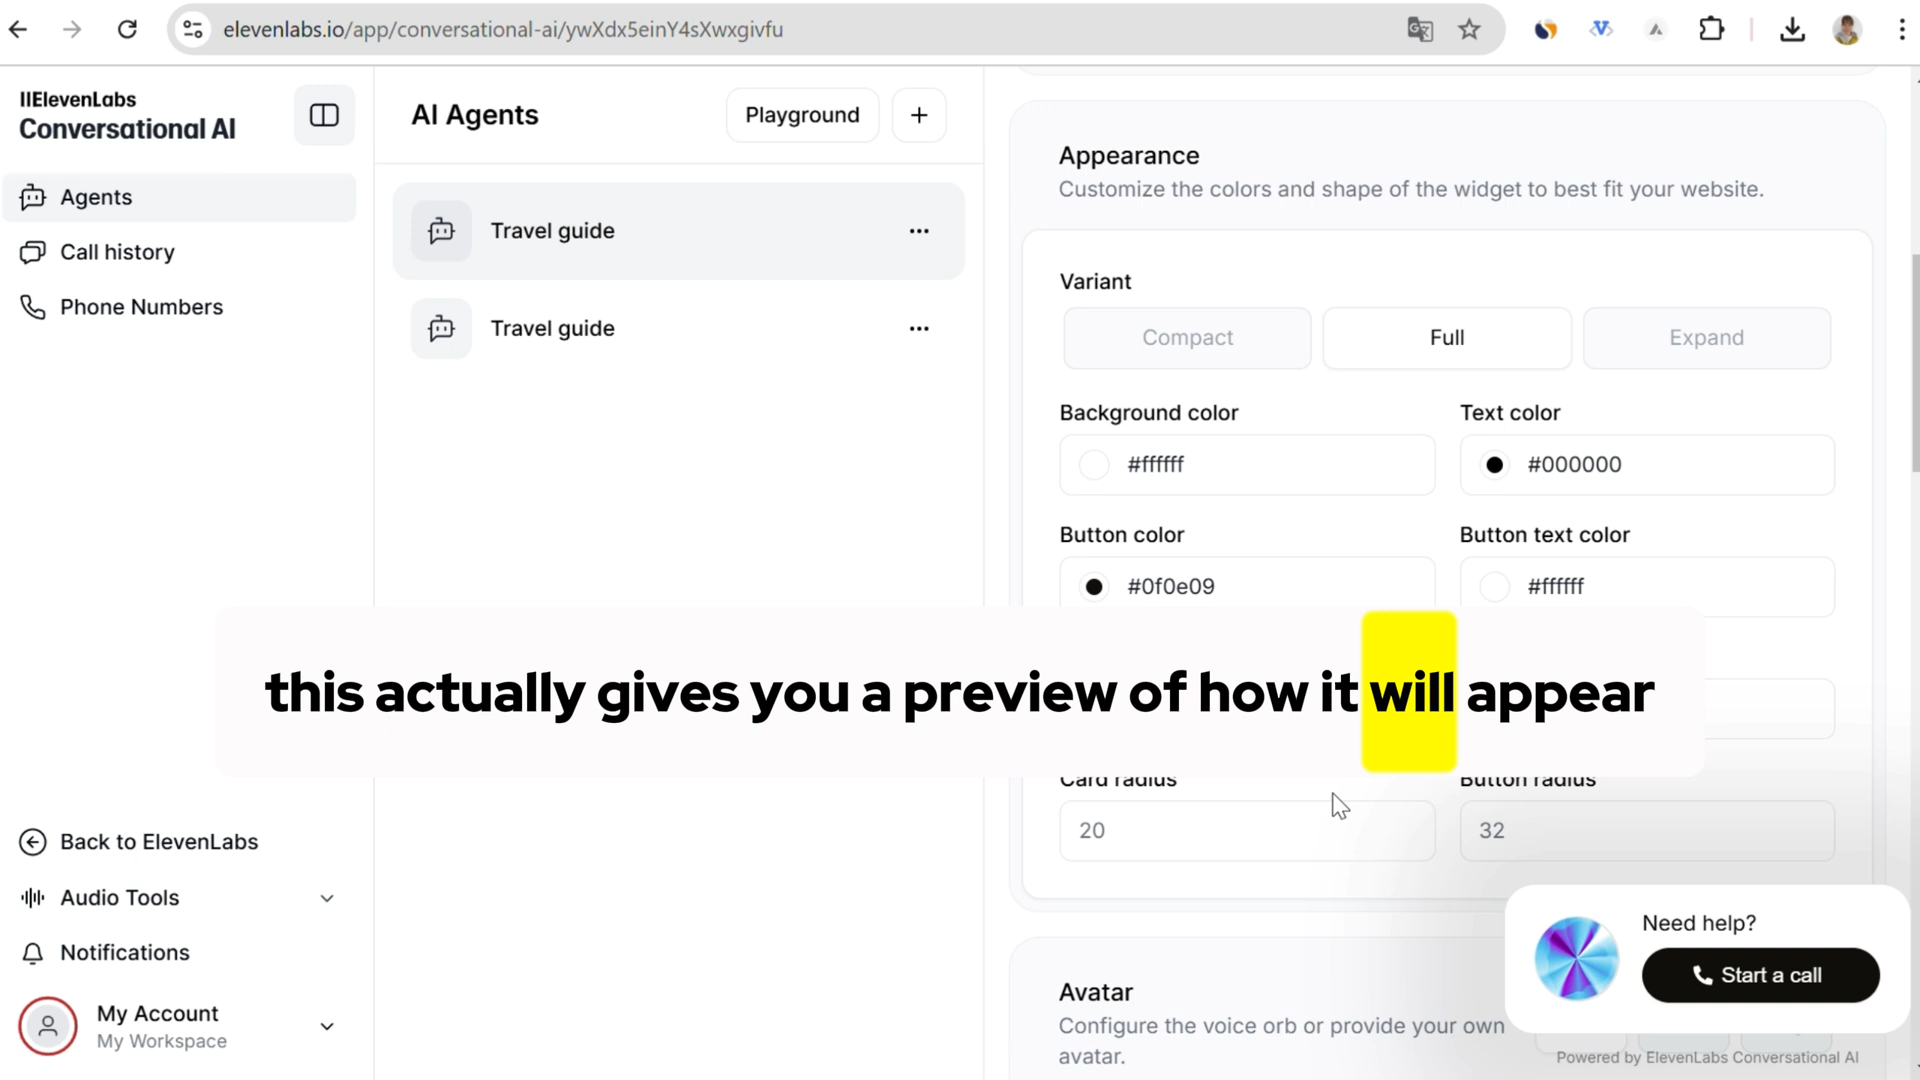 elevenlabs.io/app/conversational-ai/ywXdx5einY4sXwxgivfu
IIElevenLabs
Conversational AI
Agents
Call history
Phone Numbers
Back to ElevenLabs
Audio Tools
Notifications
My Account
My Workspace
AI Agents
Playground
Travel guide
Travel guide
Appearance
Customize the colors and shape of the widget to best fit your website.
Variant
Compact Full Expand
Background color Text color
#ffffff #000000
Button color Button text color
#0f0e09 #ffffff
this actually gives you a preview of how it will appear
Card radius Button radius
20 32
Avatar
Configure the voice orb or provide your own
avatar.
Need help?
Start a call
Powered by ElevenLabs Conversational AI